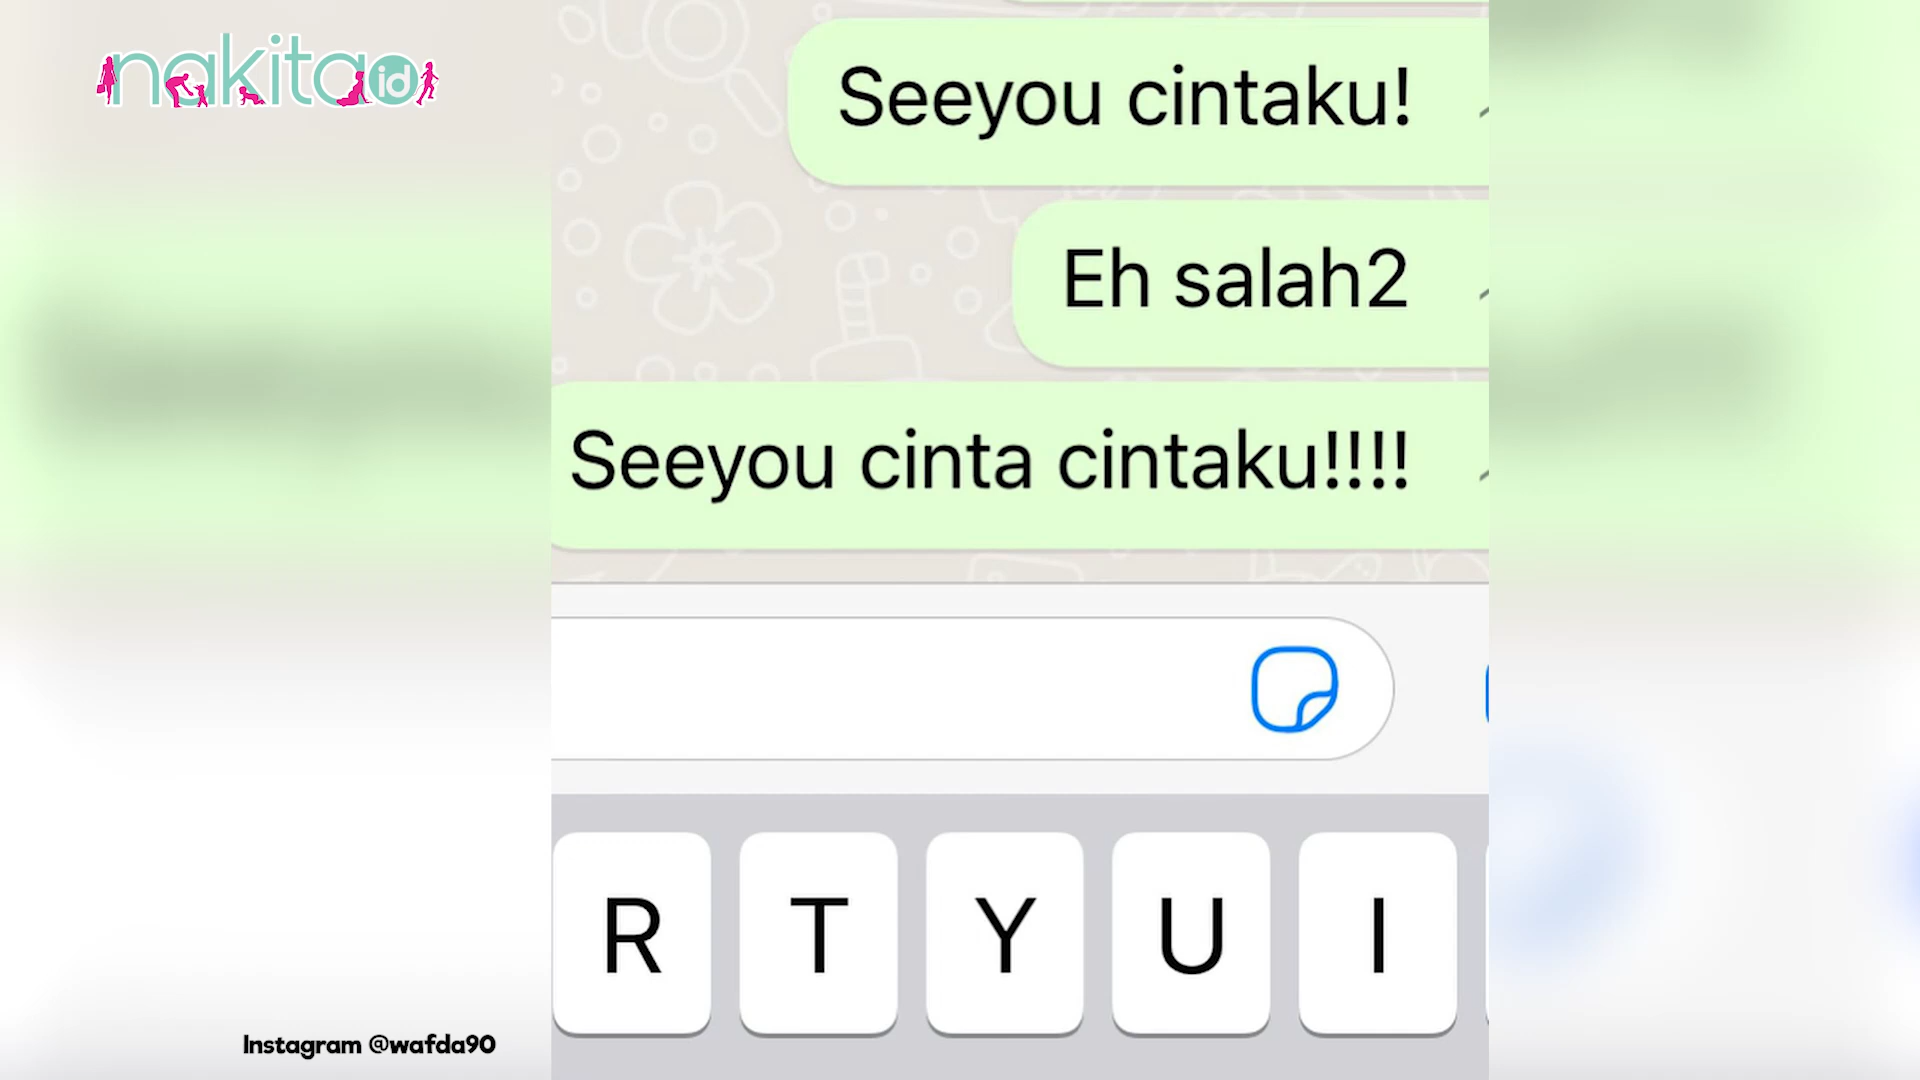 nakita id
Seeyou cintaku!
Eh salah2
Seeyou cinta cintaku!!!!
R T Y U I
Instagram @wafda90